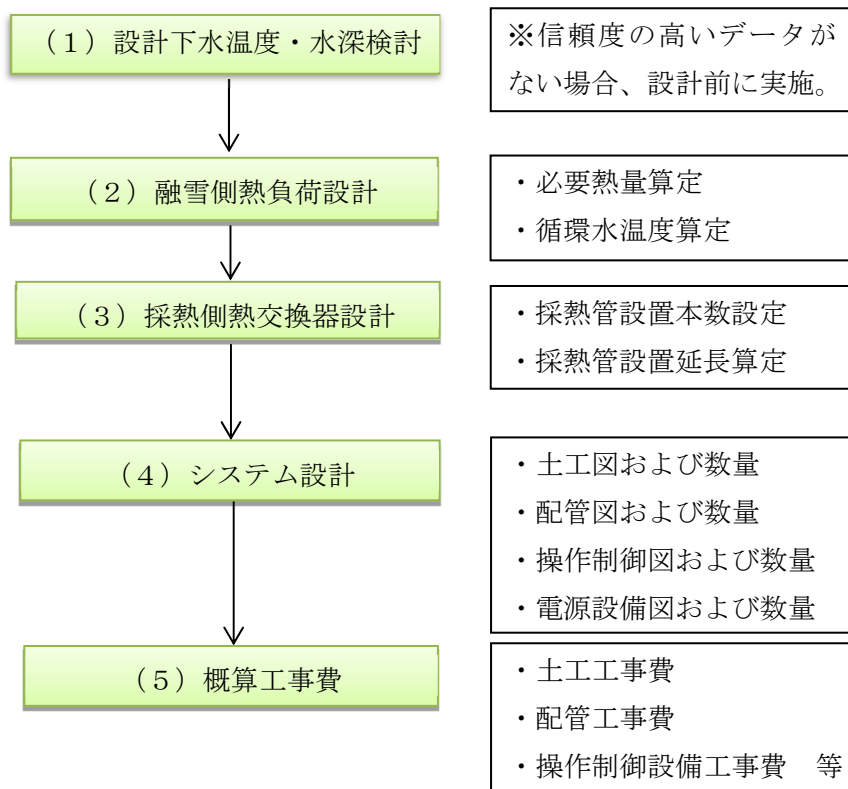 （１）設計下水温度・水深検討
※信頼度の高いデータが
ない場合、設計前に実施。
（２）融雪側熱負荷設計
・必要熱量算定
・循環水温度算定
（３）採熱側熱交換器設計
・採熱管設置本数設定
・採熱管設置延長算定
（４）システム設計
・土工図および数量
・配管図および数量
・操作制御図および数量
・電源設備図および数量
（５）概算工事費
・土工工事費
・配管工事費
・操作制御設備工事費　等